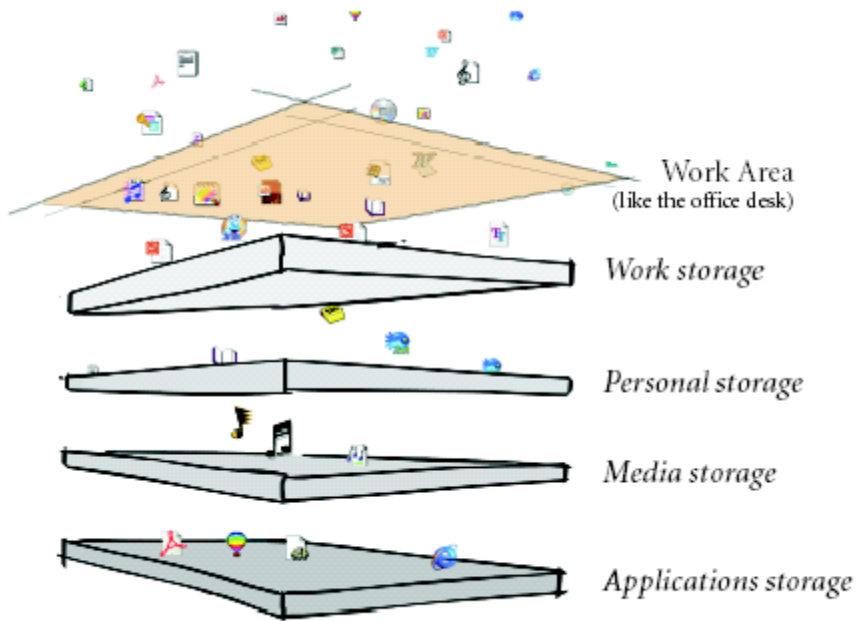 Work Area
(like the office desk)
Work storage
Personal storage
Media storage
Applications storage